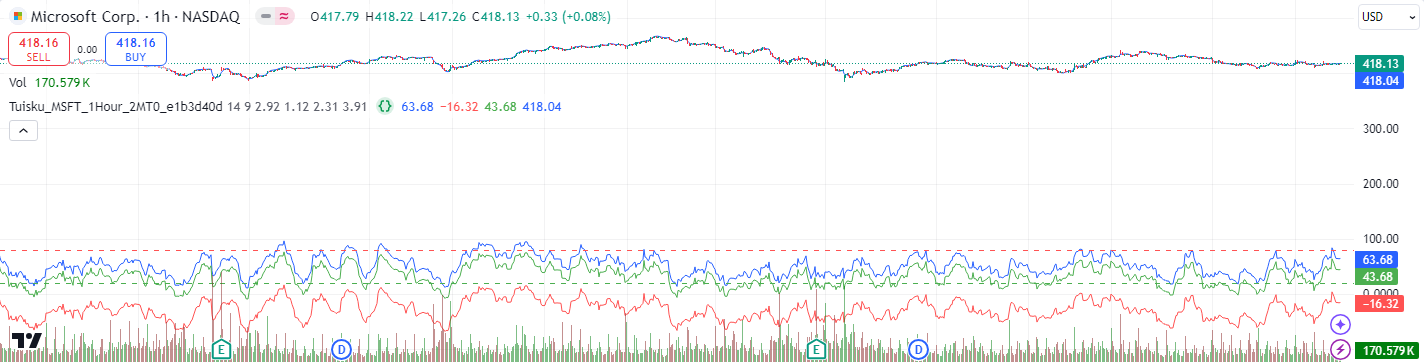 Microsoft Corp. · 1h · NASDAQ O417.79 H418.22 L417.26 C418.13 +0.33 (+0.08%)
USD
418.16 SELL
0.00
418.16 BUY
Vol 170.579 K
Tuisku_MSFT_1Hour_2MT0_e1b3d40d 14 9 2.92 1.12 2.31 3.91 {} 63.68 −16.32 43.68 418.04
418.13
418.04
300.00
200.00
100.00
63.68
43.68
0.0000
−16.32
E D E D
170.579 K